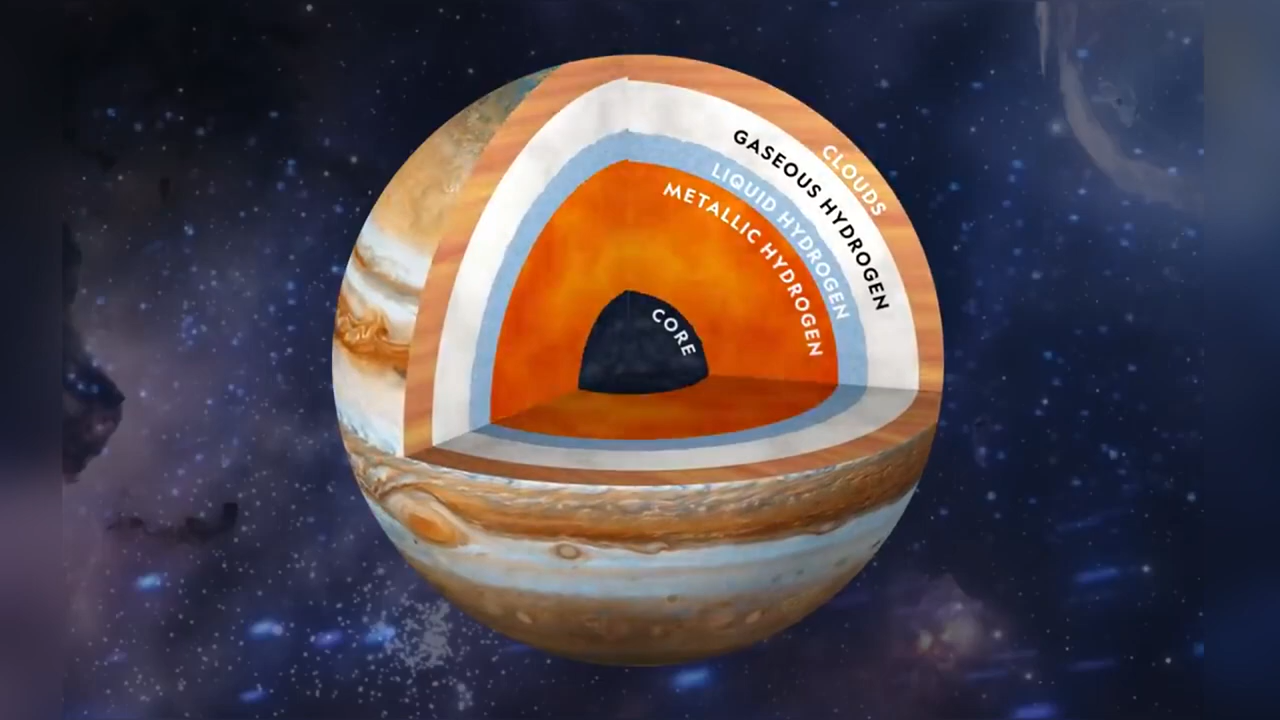 CLOUDS
GASEOUS HYDROGEN
LIQUID HYDROGEN
METALLIC HYDROGEN
CORE